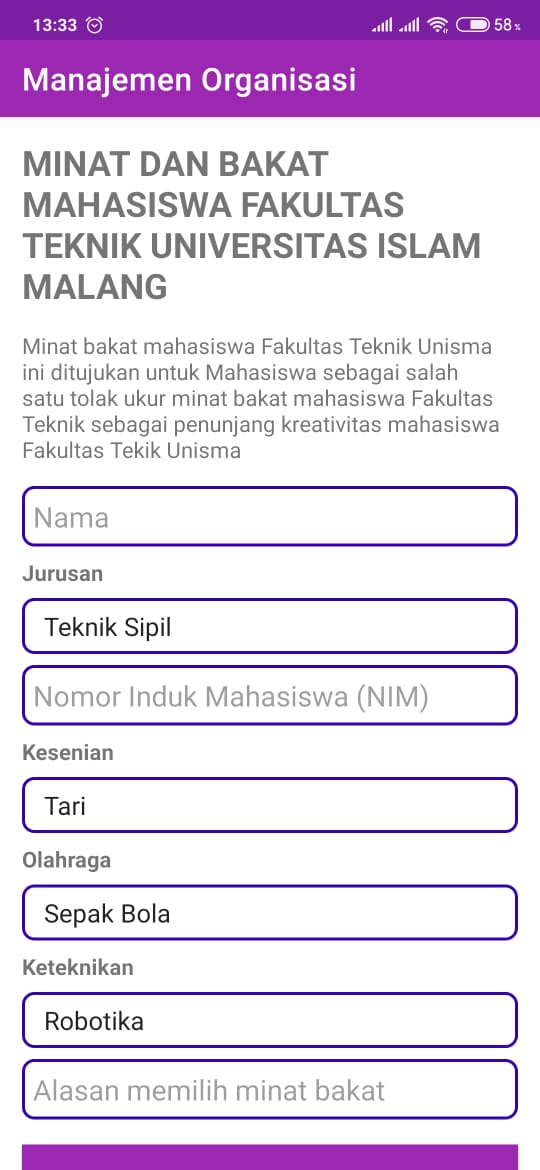 13:33
58%
Manajemen Organisasi
MINAT DAN BAKAT
MAHASISWA FAKULTAS
TEKNIK UNIVERSITAS ISLAM
MALANG
Minat bakat mahasiswa Fakultas Teknik Unisma
ini ditujukan untuk Mahasiswa sebagai salah
satu tolak ukur minat bakat mahasiswa Fakultas
Teknik sebagai penunjang kreativitas mahasiswa
Fakultas Tekik Unisma
Nama
Jurusan
Teknik Sipil
Nomor Induk Mahasiswa (NIM)
Kesenian
Tari
Olahraga
Sepak Bola
Keteknikan
Robotika
Alasan memilih minat bakat